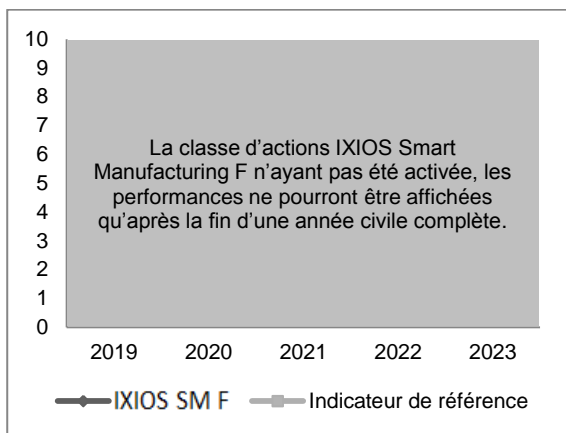 10
9
8
7
6
5
4
3
2
1
0
La classe d'actions IXIOS Smart
Manufacturing F n'ayant pas été activée, les
performances ne pourront être affichées
qu'après la fin d'une année civile complète.
2019 2020 2021 2022 2023
IXIOS SM F Indicateur de référence